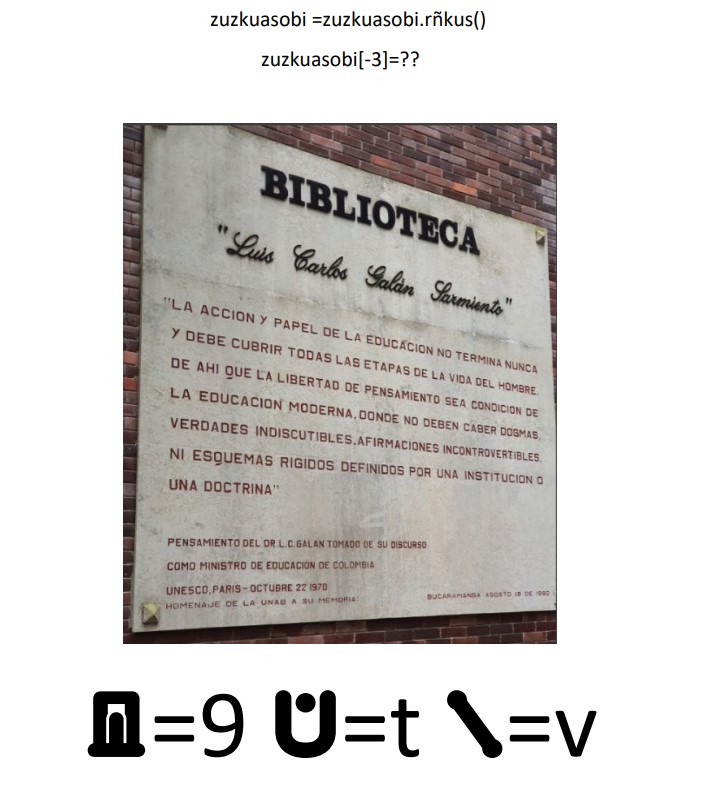 zuzkuasobi =zuzkuasobi.rñkus()
zuzkuasobi[-3]=??
BIBLIOTECA
"Luis Carlos Galán Sarmiento"
"LA ACCION Y PAPEL DE LA EDUCACION NO TERMINA NUNCA
Y DEBE CUBRIR TODAS LAS ETAPAS DE LA VIDA DEL HOMBRE.
DE AHI QUE LA LIBERTAD DE PENSAMIENTO SEA CONDICION DE
LA EDUCACION MODERNA, DONDE NO DEBEN CABER DOGMAS,
VERDADES INDISCUTIBLES, AFIRMACIONES INCONTROVERTIBLES,
NI ESQUEMAS RIGIDOS DEFINIDOS POR UNA INSTITUCION O
UNA DOCTRINA"
PENSAMIENTO DEL DR. L.C. GALAN TOMADO DE SU DISCURSO
COMO MINISTRO DE EDUCACION DE COLOMBIA
UNESCO, PARIS - OCTUBRE 22 1970
HOMENAJE DE LA UNAB A SU MEMORIA:
BUCARAMANGA AGOSTO 18 DE 1990
=9 =t =v